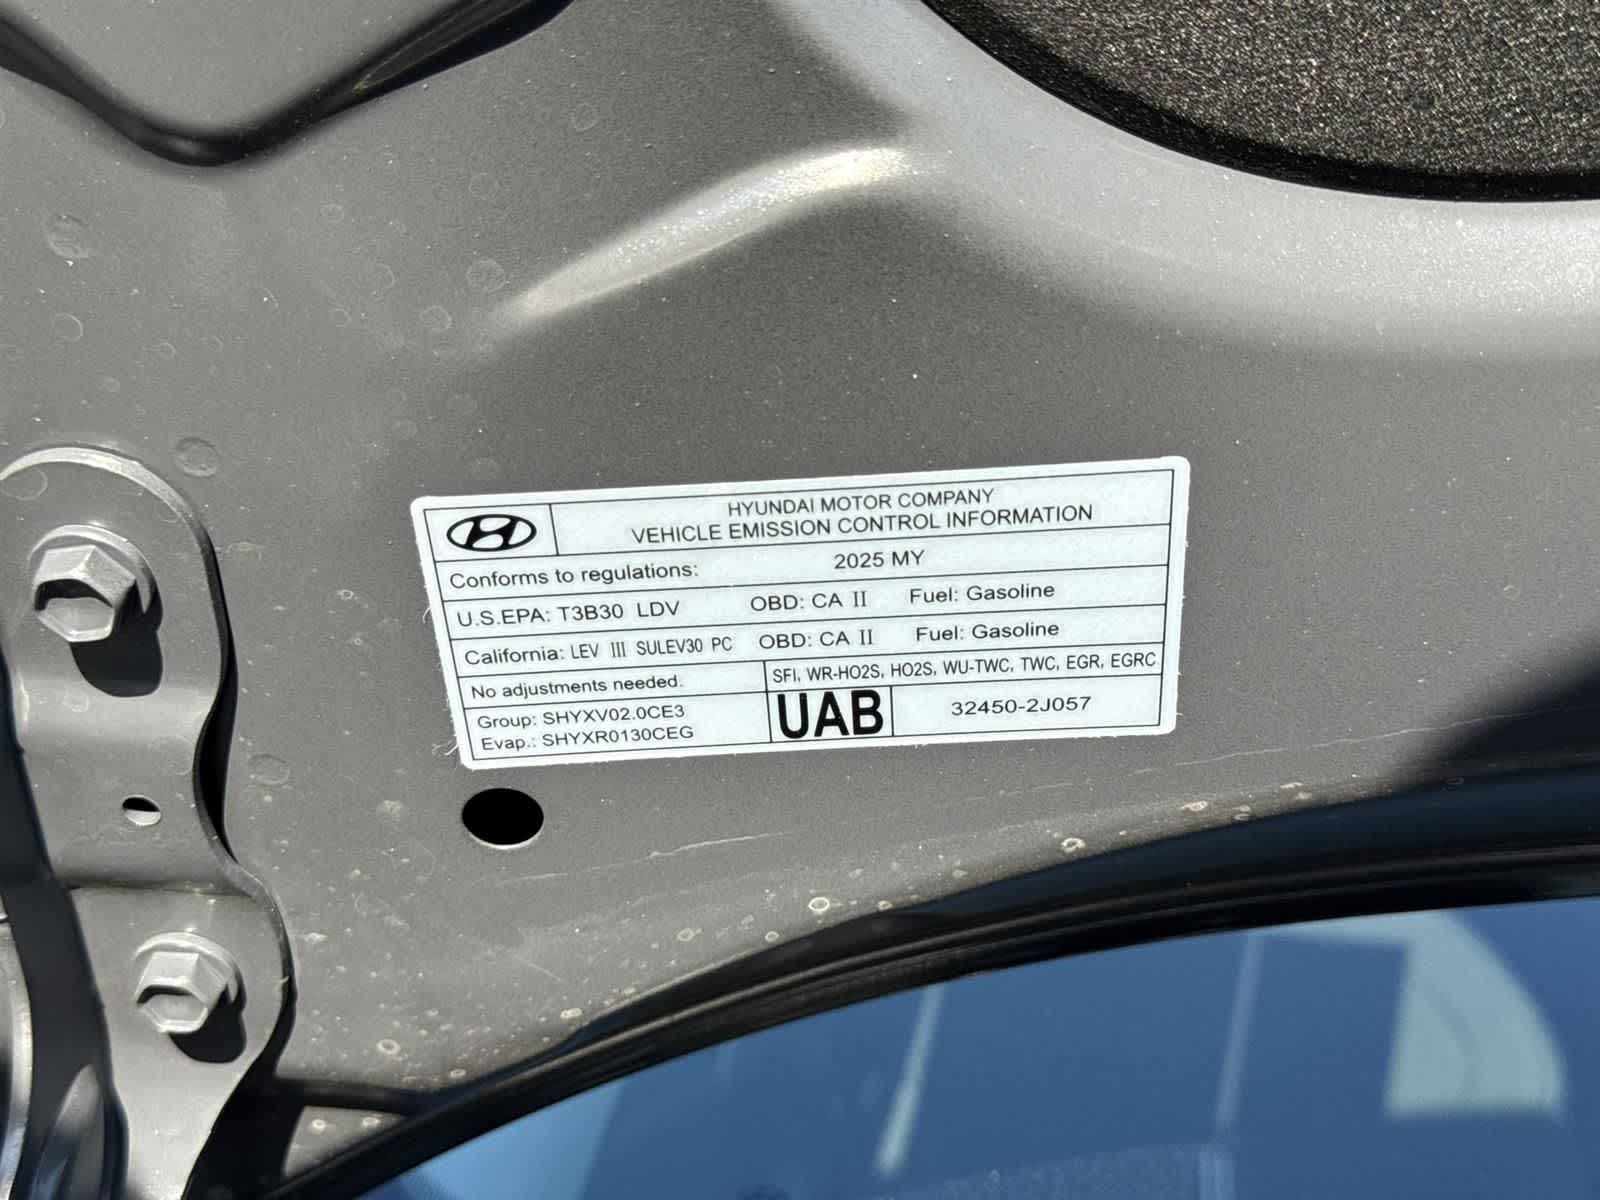 HYUNDAI MOTOR COMPANY
VEHICLE EMISSION CONTROL INFORMATION
Conforms to regulations: 2025 MY
U.S.EPA: T3B30 LDV OBD: CA II Fuel: Gasoline
California: LEV III SULEV30 PC OBD: CA II Fuel: Gasoline
No adjustments needed. SFI, WR-HO2S, HO2S, WU-TWC, TWC, EGR, EGRC
Group: SHYXV02.0CE3
Evap.: SHYXR0130CEG
UAB 32450-2J057